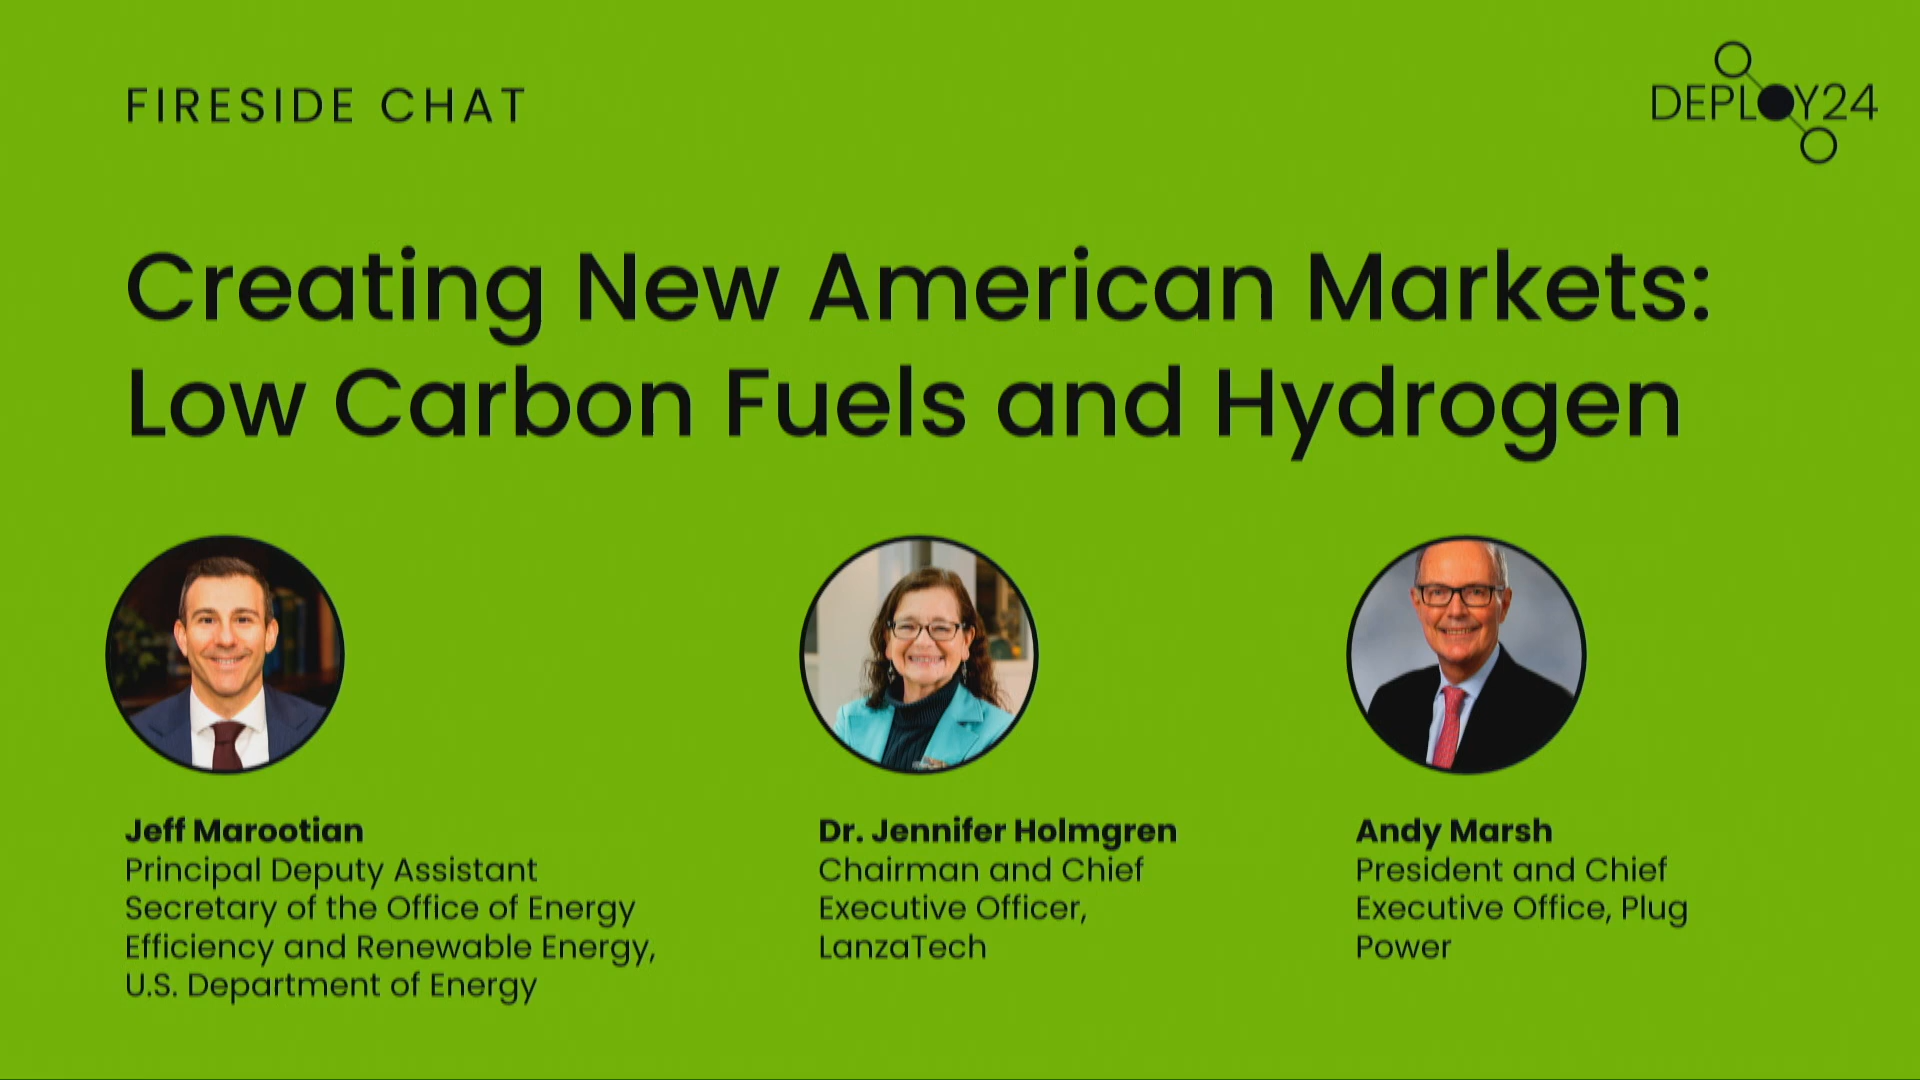 FIRESIDE CHAT
DEPLOY24
Creating New American Markets:
Low Carbon Fuels and Hydrogen
Jeff Marootian
Principal Deputy Assistant
Secretary of the Office of Energy
Efficiency and Renewable Energy,
U.S. Department of Energy
Dr. Jennifer Holmgren
Chairman and Chief
Executive Officer,
LanzaTech
Andy Marsh
President and Chief
Executive Office, Plug
Power